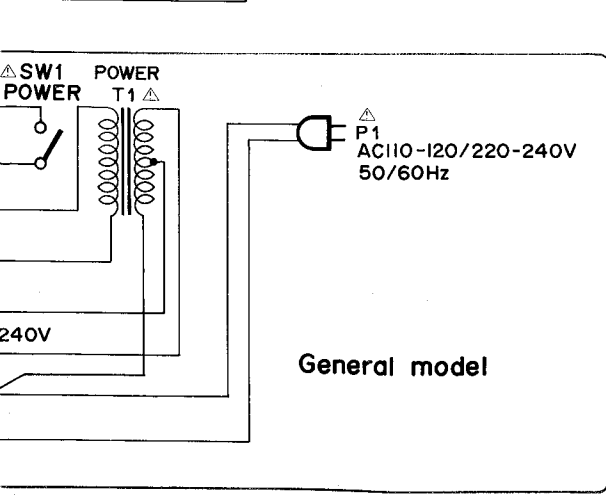 ⚠ SW1
POWER
POWER
T1 ⚠
⚠
P1
AC110-120/220-240V
50/60Hz
240V
General model